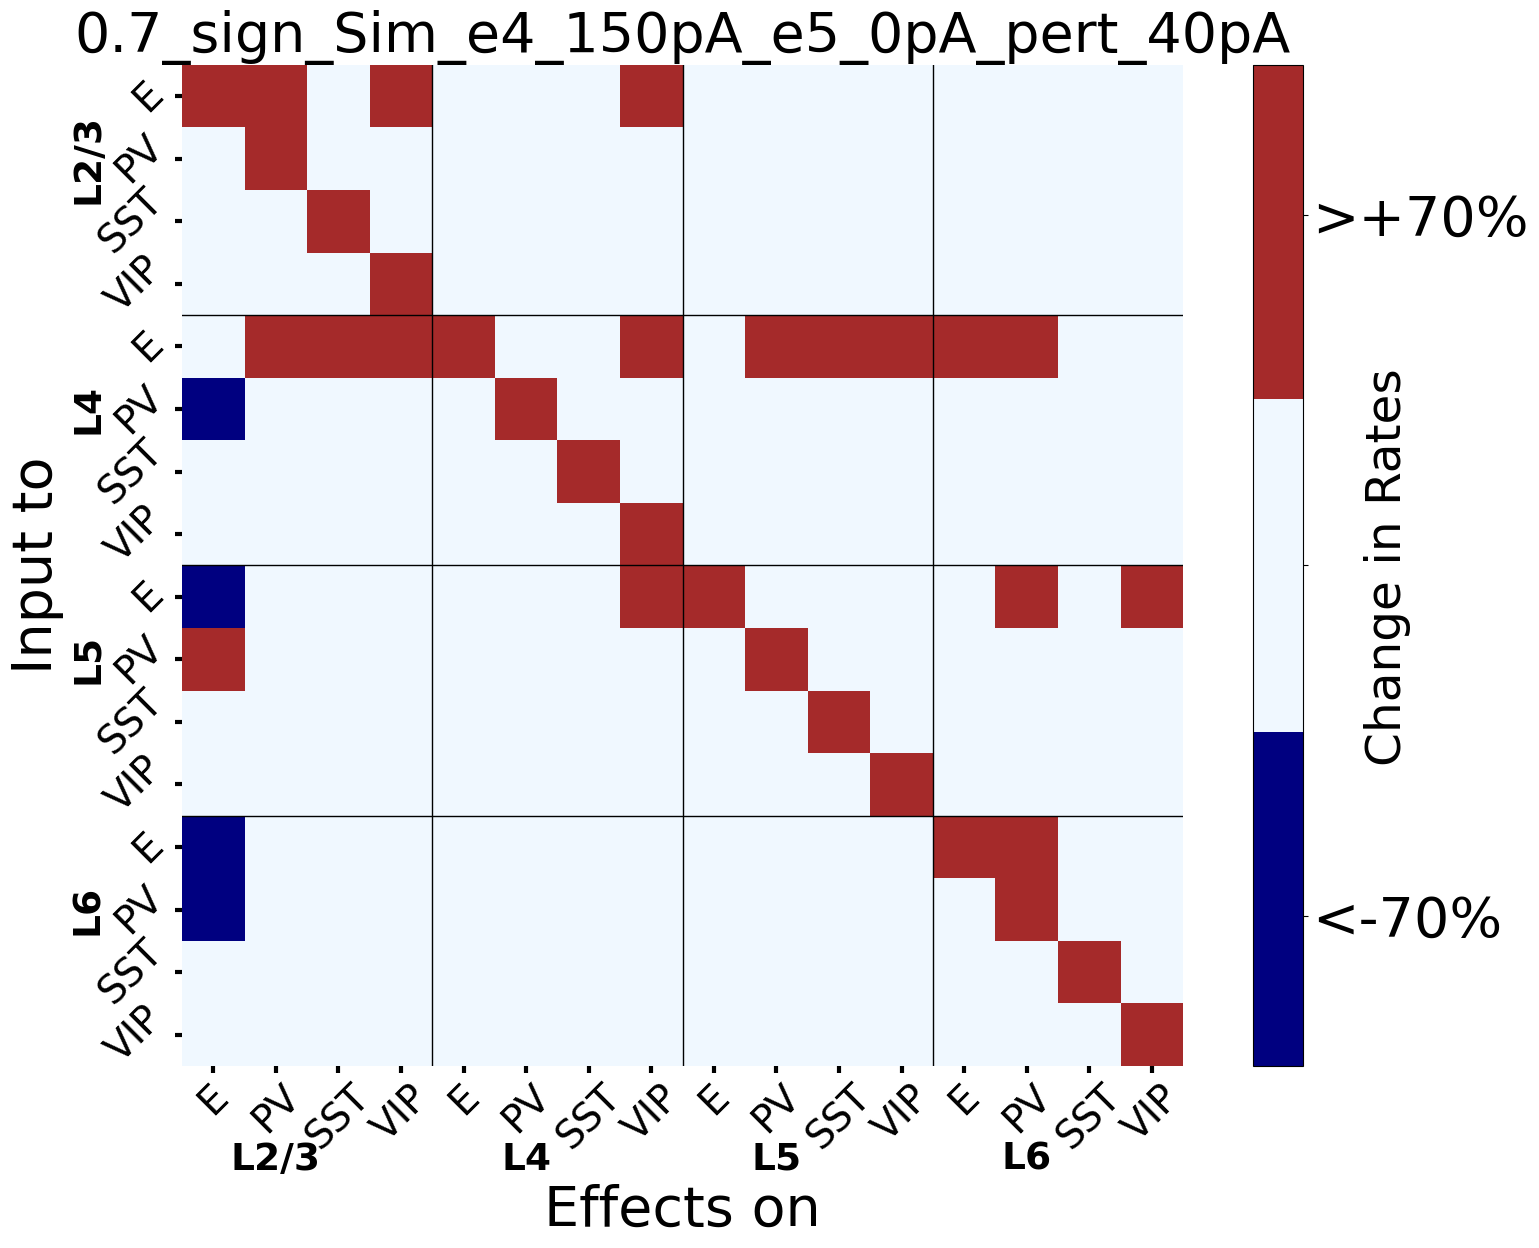 0.7_sign_Sim_e4_150pA_e5_0pA_pert_40pA
Input to
L2/3
E
PV
SST
VIP
L4
E
PV
SST
VIP
L5
E
PV
SST
VIP
L6
E
PV
SST
VIP
E
PV
SST
VIP
E
PV
SST
VIP
E
PV
SST
VIP
E
PV
SST
VIP
L2/3
L4
L5
L6
Effects on
>+70%
<-70%
Change in Rates